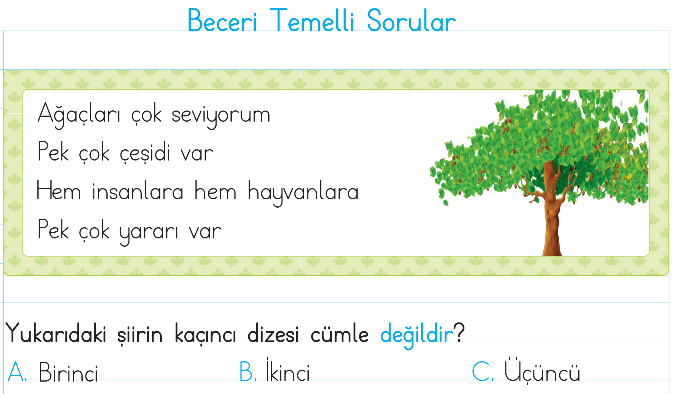 Beceri Temelli Sorular
Ağaçları çok seviyorum
Pek çok çeşidi var
Hem insanlara hem hayvanlara
Pek çok yararı var
Yukarıdaki şiirin kaçıncı dizesi cümle değildir?
A. Birinci B. İkinci C. Üçüncü